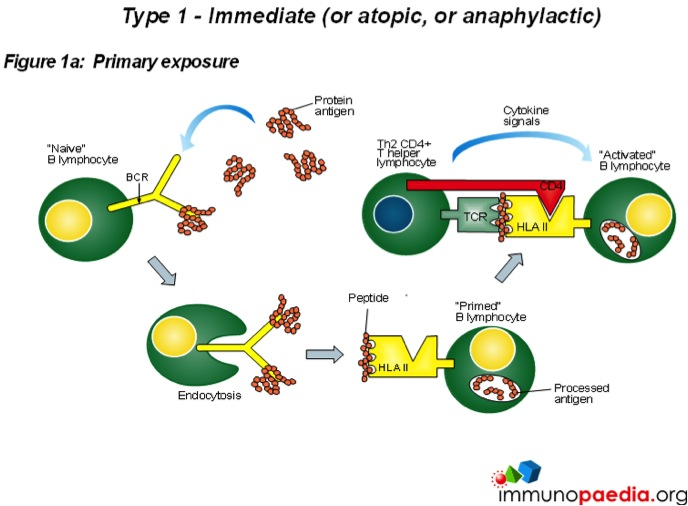 Type 1 - Immediate (or atopic, or anaphylactic)
Figure 1a: Primary exposure
Protein
antigen
"Naive"
B lymphocyte
BCR
Cytokine
signals
Th2 CD4+
T helper
lymphocyte
"Activated"
B lymphocyte
CD4
TCR
HLA II
Endocytosis
Peptide
HLA II
"Primed"
B lymphocyte
Processed
antigen
immunopaedia.org